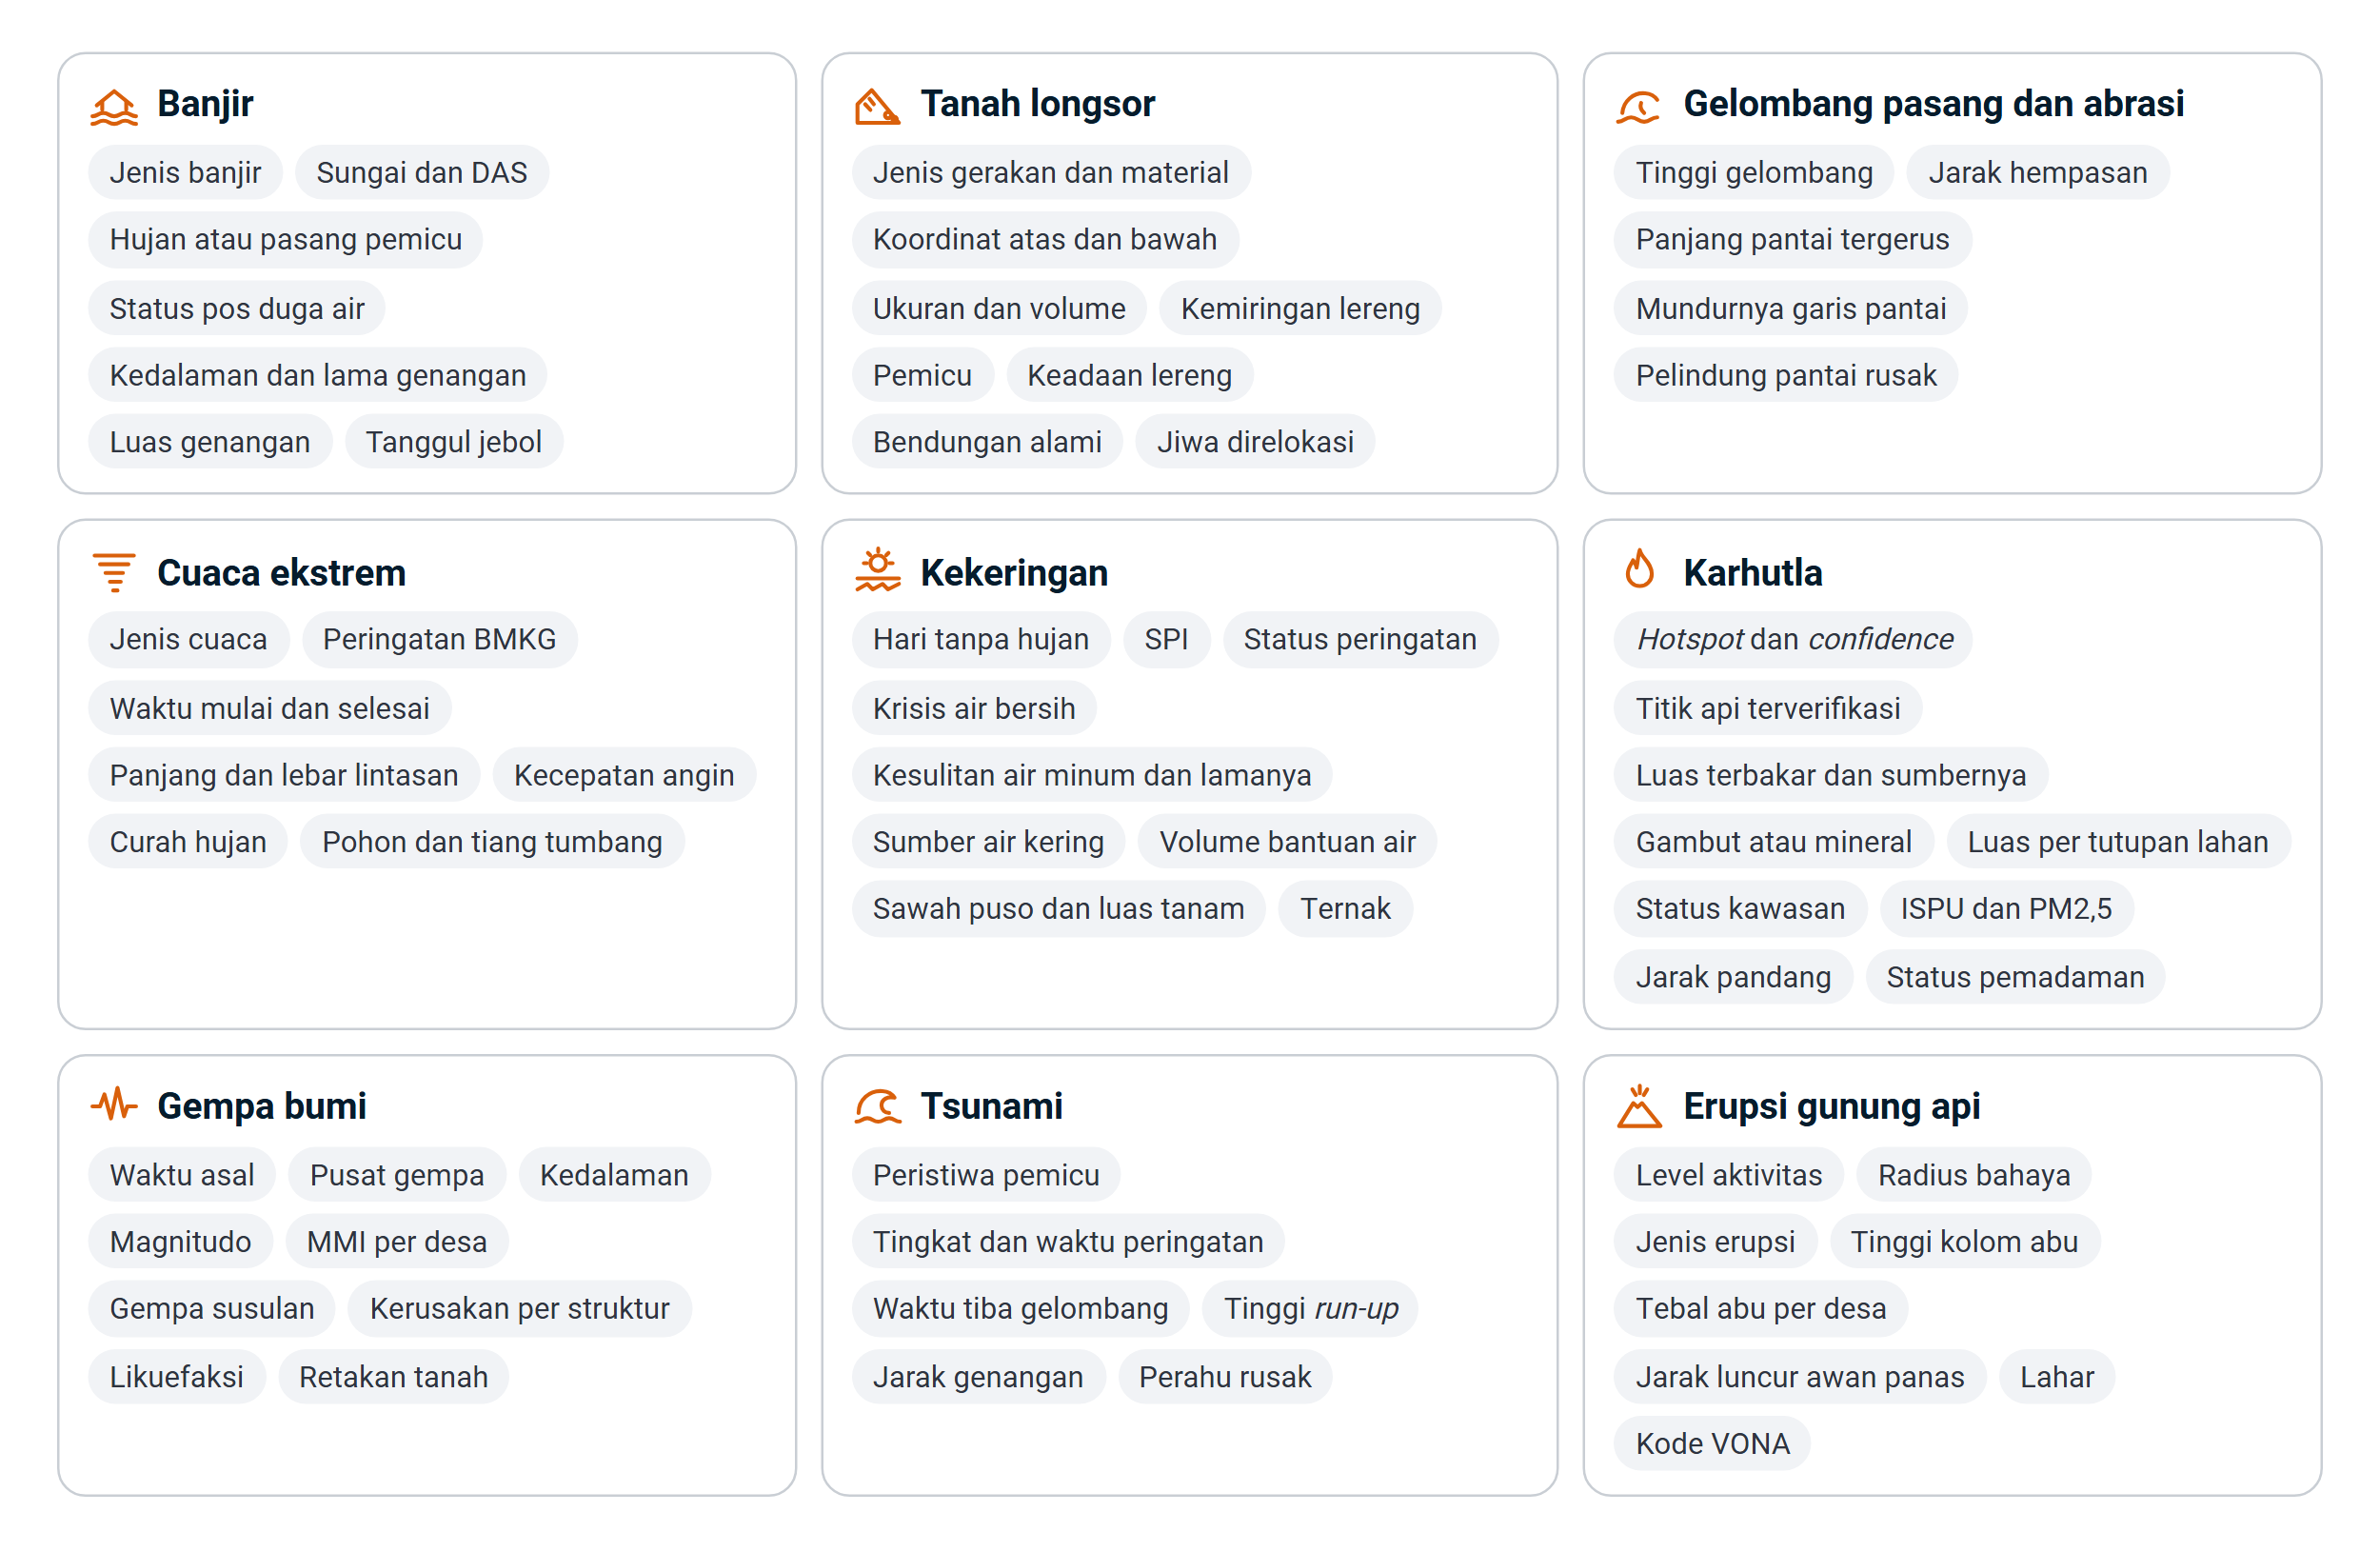 Banjir
Jenis banjir
Sungai dan DAS
Hujan atau pasang pemicu
Status pos duga air
Kedalaman dan lama genangan
Luas genangan
Tanggul jebol
Tanah longsor
Jenis gerakan dan material
Koordinat atas dan bawah
Ukuran dan volume
Kemiringan lereng
Pemicu
Keadaan lereng
Bendungan alami
Jiwa direlokasi
Gelombang pasang dan abrasi
Tinggi gelombang
Jarak hempasan
Panjang pantai tergerus
Mundurnya garis pantai
Pelindung pantai rusak
Cuaca ekstrem
Jenis cuaca
Peringatan BMKG
Waktu mulai dan selesai
Panjang dan lebar lintasan
Kecepatan angin
Curah hujan
Pohon dan tiang tumbang
Kekeringan
Hari tanpa hujan
SPI
Status peringatan
Krisis air bersih
Kesulitan air minum dan lamanya
Sumber air kering
Volume bantuan air
Sawah puso dan luas tanam
Ternak
Karhutla
Hotspot dan confidence
Titik api terverifikasi
Luas terbakar dan sumbernya
Gambut atau mineral
Luas per tutupan lahan
Status kawasan
ISPU dan PM2,5
Jarak pandang
Status pemadaman
Gempa bumi
Waktu asal
Pusat gempa
Kedalaman
Magnitudo
MMI per desa
Gempa susulan
Kerusakan per struktur
Likuefaksi
Retakan tanah
Tsunami
Peristiwa pemicu
Tingkat dan waktu peringatan
Waktu tiba gelombang
Tinggi run-up
Jarak genangan
Perahu rusak
Erupsi gunung api
Level aktivitas
Radius bahaya
Jenis erupsi
Tinggi kolom abu
Tebal abu per desa
Jarak luncur awan panas
Lahar
Kode VONA